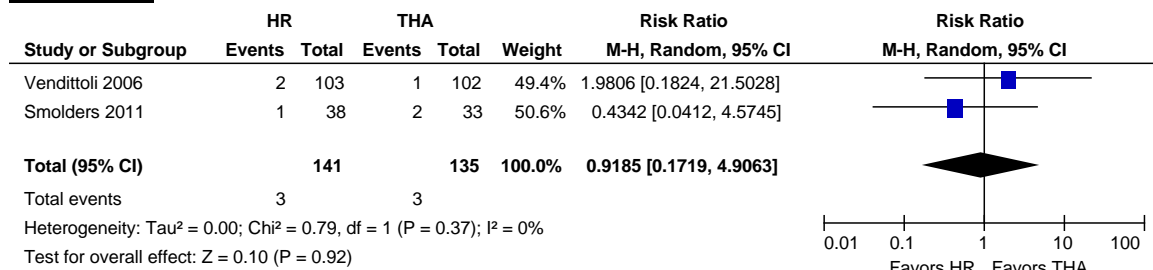 HR THA Risk Ratio Risk Ratio
Study or Subgroup Events Total Events Total Weight M-H, Random, 95% CI M-H, Random, 95% CI
Vendittoli 2006 2 103 1 102 49.4% 1.9806 [0.1824, 21.5028]
Smolders 2011 1 38 2 33 50.6% 0.4342 [0.0412, 4.5745]
Total (95% CI) 141 135 100.0% 0.9185 [0.1719, 4.9063]
Total events 3 3
Heterogeneity: Tau² = 0.00; Chi² = 0.79, df = 1 (P = 0.37); I² = 0%
Test for overall effect: Z = 0.10 (P = 0.92)
0.01 0.1 1 10 100
Favors HR Favors THA